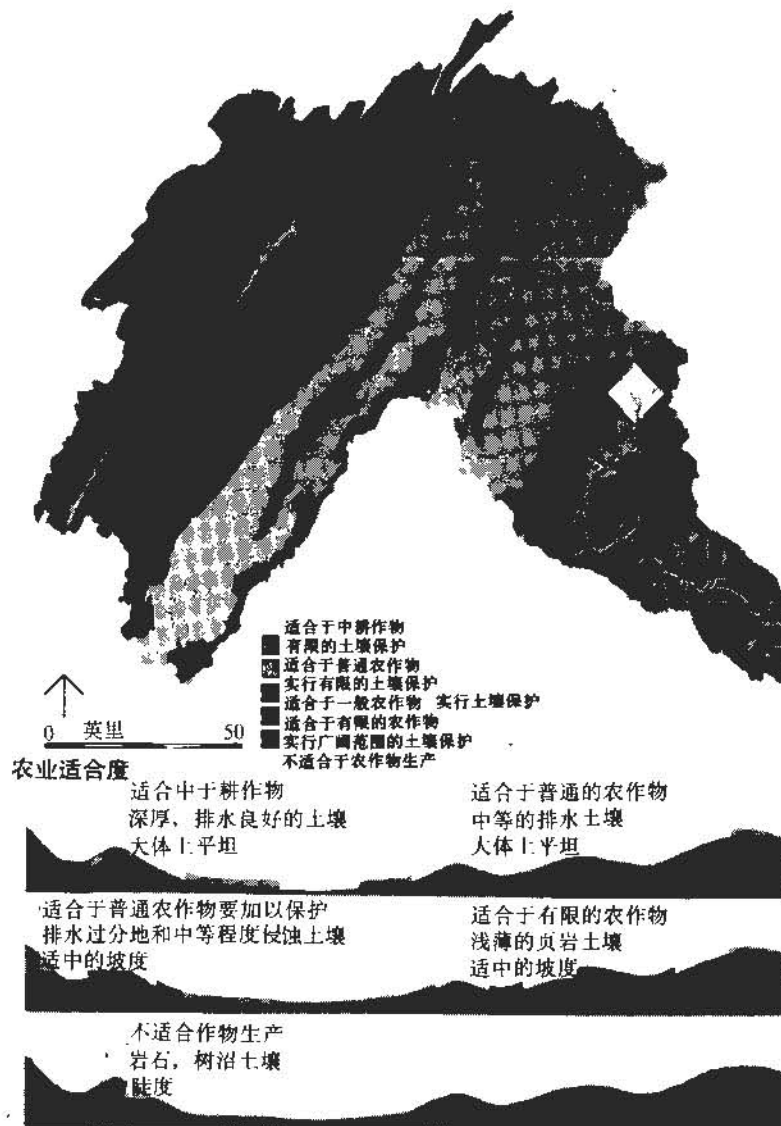 适合于中耕作物
有限的土壤保护
适合于普通农作物
实行有限的土壤保护
适合于一般农作物 实行土壤保护
适合于有限的农作物
实行广阔范围的土壤保护
不适合于农作物生产
0 英里 50
农业适合度
适合中于耕作物
深厚、排水良好的土壤
大体上平坦
适合于普通的农作物
中等的排水土壤
大体上平坦
适合于普通农作物要加以保护
排水过分地和中等程度侵蚀土壤
适中的坡度
适合于有限的农作物
浅薄的页岩土壤
适中的坡度
不适合作物生产
岩石，树沼土壤
陡度